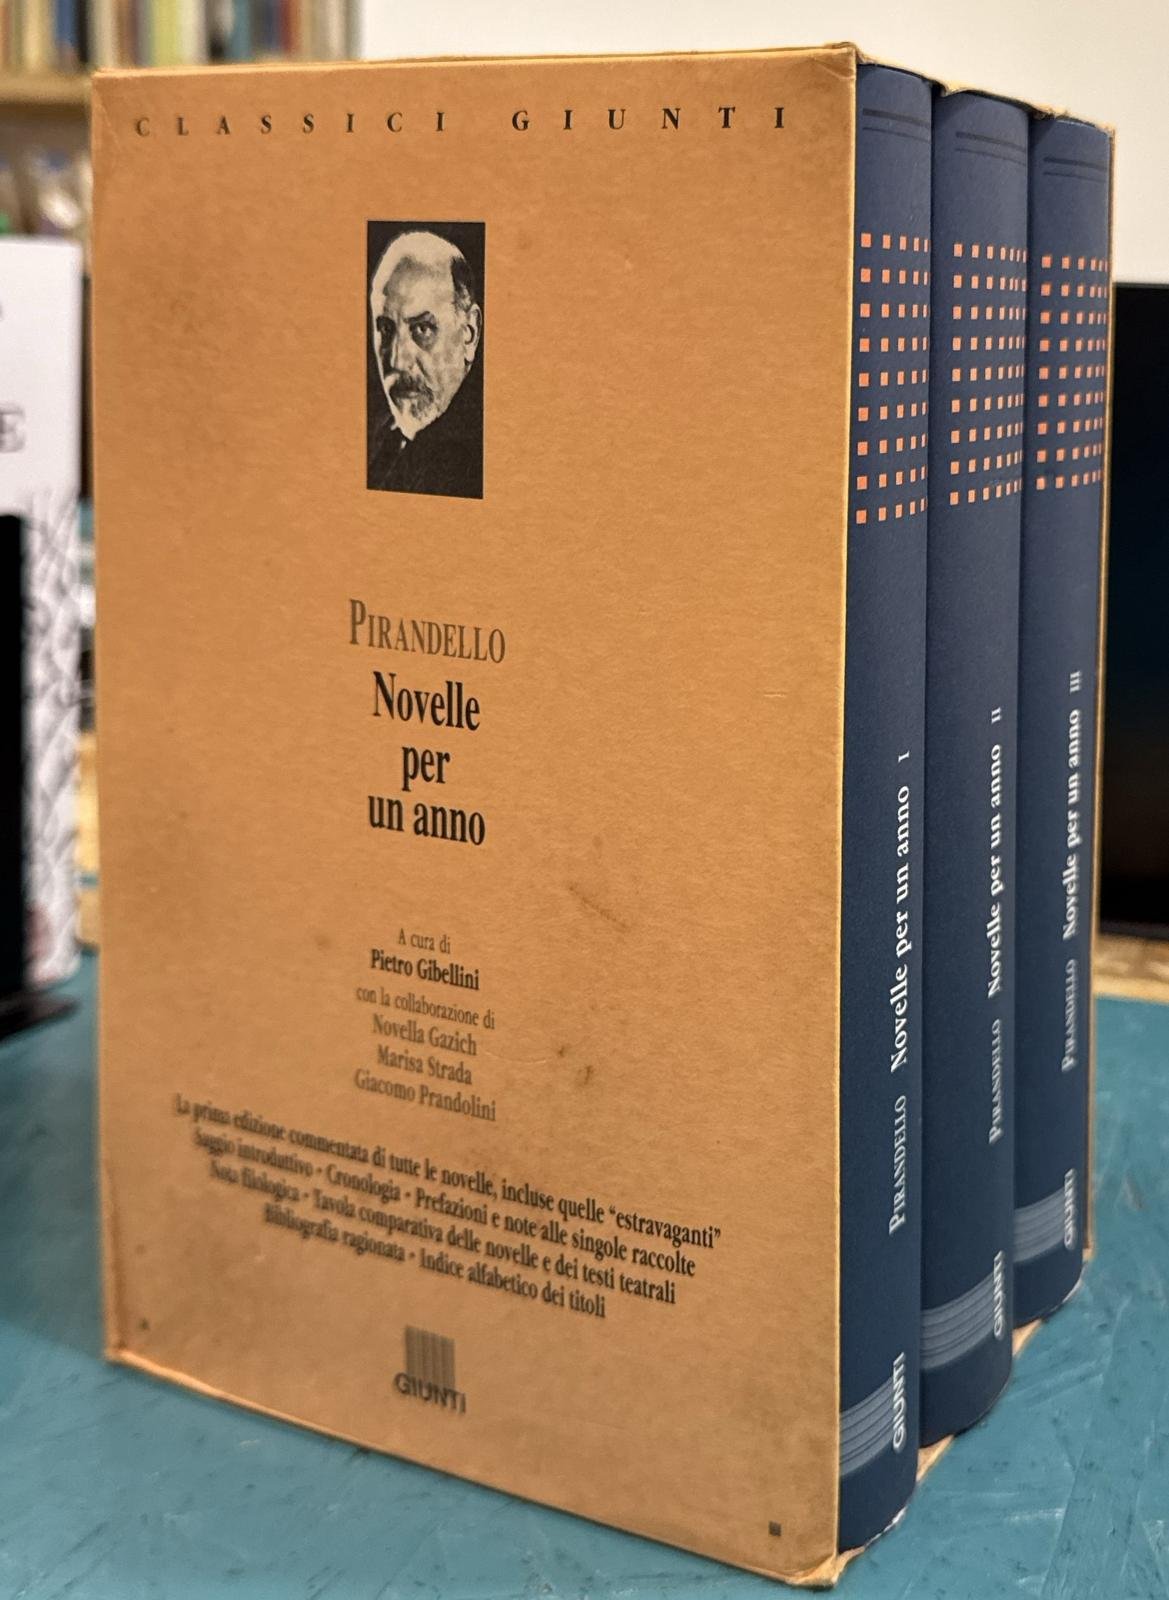 CLASSICI GIUNTI
PIRANDELLO
Novelle
per
un anno
A cura di
Pietro Gibellini
con la collaborazione di
Novella Gazich
Marisa Strada
Giacomo Prandolini
La prima edizione commentata di tutte le novelle, incluse quelle “estravaganti”
Saggio introduttivo • Cronologia • Prefazioni e note alle singole raccolte
Nota filologica • Tavola comparativa delle novelle e dei testi teatrali
Bibliografia ragionata • Indice alfabetico dei titoli
GIUNTI
PIRANDELLO Novelle per un anno I
GIUNTI
PIRANDELLO Novelle per un anno II
GIUNTI
PIRANDELLO Novelle per un anno III
GIUNTI
E